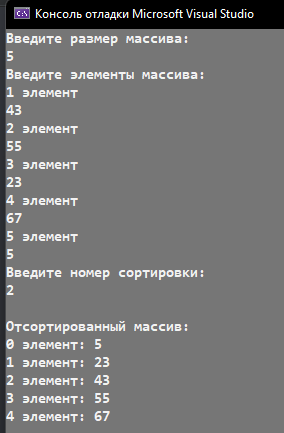 Консоль отладки Microsoft Visual Studio
Введите размер массива:
5
Введите элементы массива:
1 элемент
43
2 элемент
55
3 элемент
23
4 элемент
67
5 элемент
5
Введите номер сортировки:
2
Отсортированный массив:
0 элемент: 5
1 элемент: 23
2 элемент: 43
3 элемент: 55
4 элемент: 67